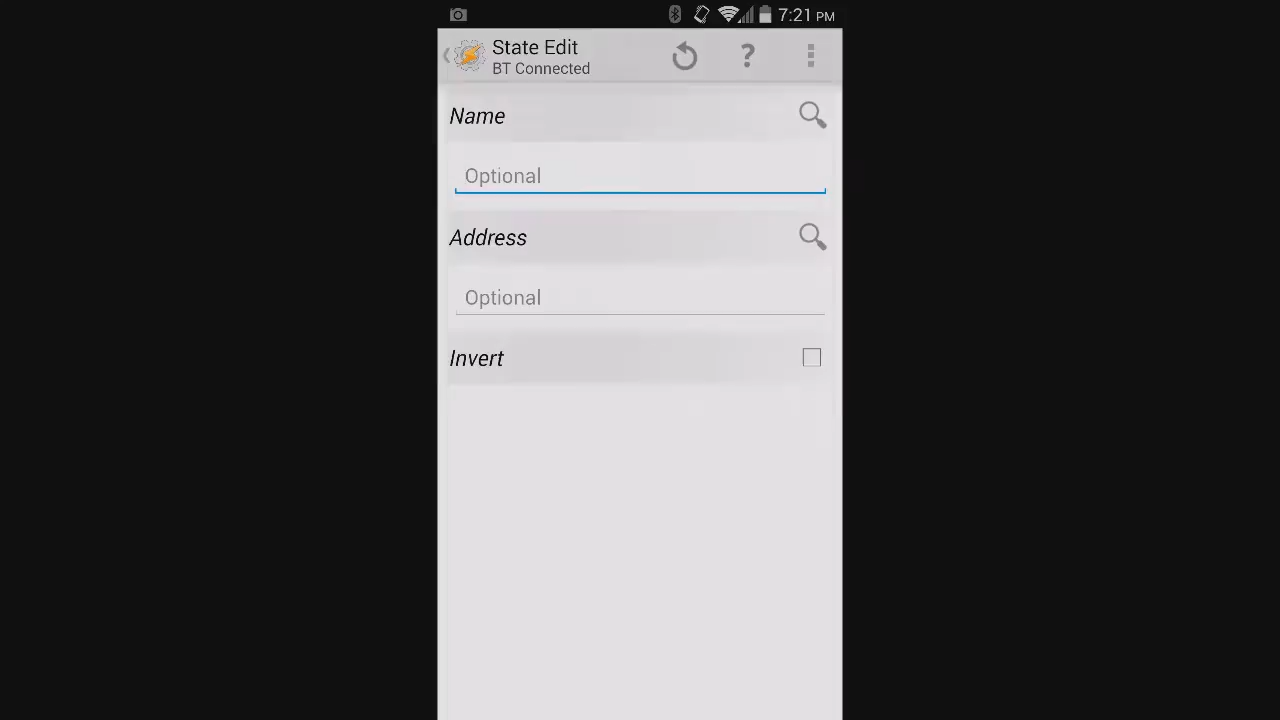 7:21 PM
State Edit
BT Connected
?
Name
Optional
Address
Optional
Invert